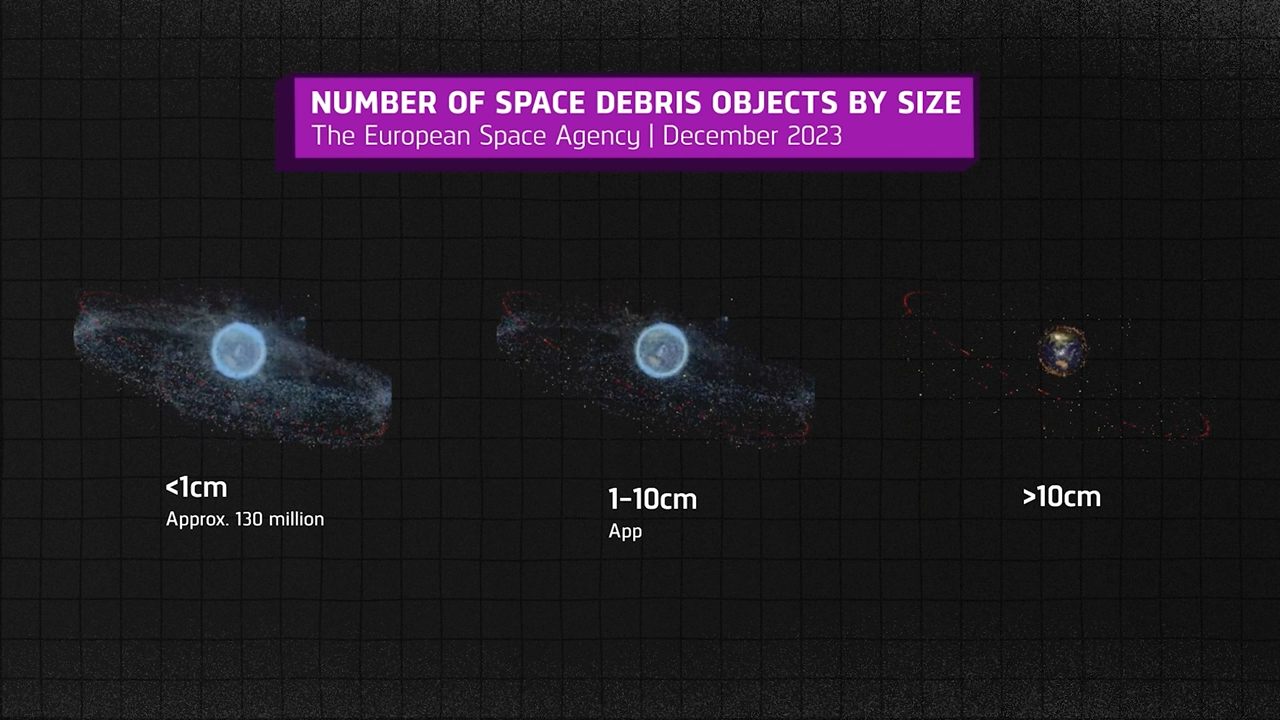 NUMBER OF SPACE DEBRIS OBJECTS BY SIZE
The European Space Agency | December 2023
<1cm
Approx. 130 million
1–10cm
App
>10cm